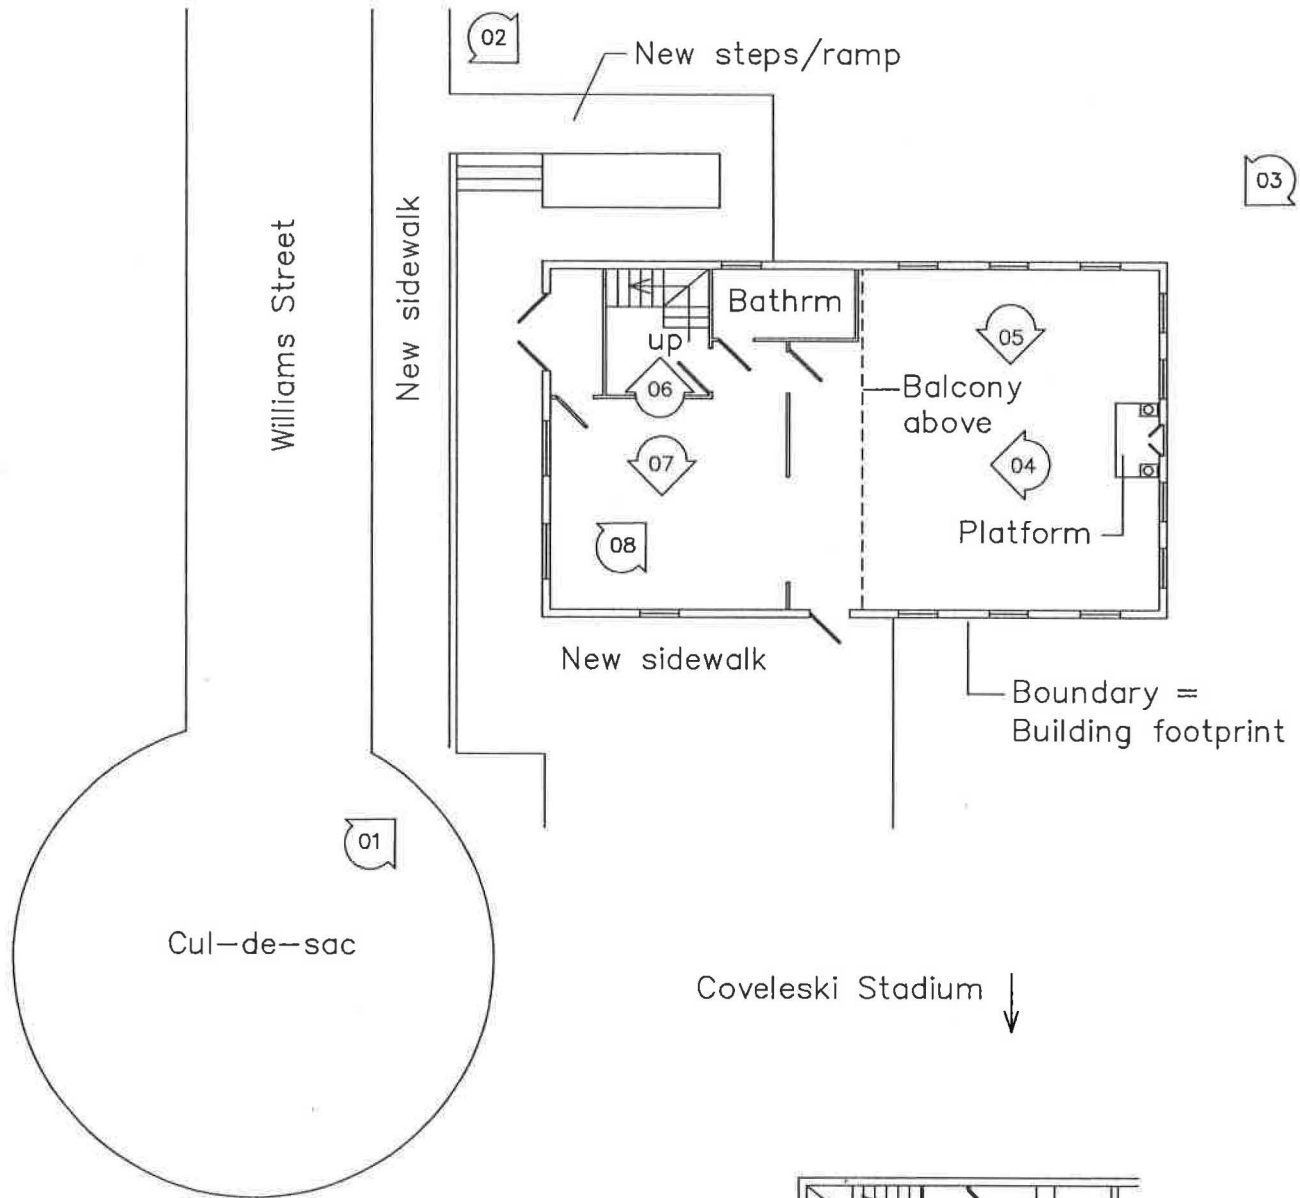 02
New steps/ramp
03
Williams Street
New sidewalk
Bathrm
up
05
06
Balcony
above
07
04
08
Platform
New sidewalk
Boundary =
Building footprint
01
Cul-de-sac
Coveleski Stadium